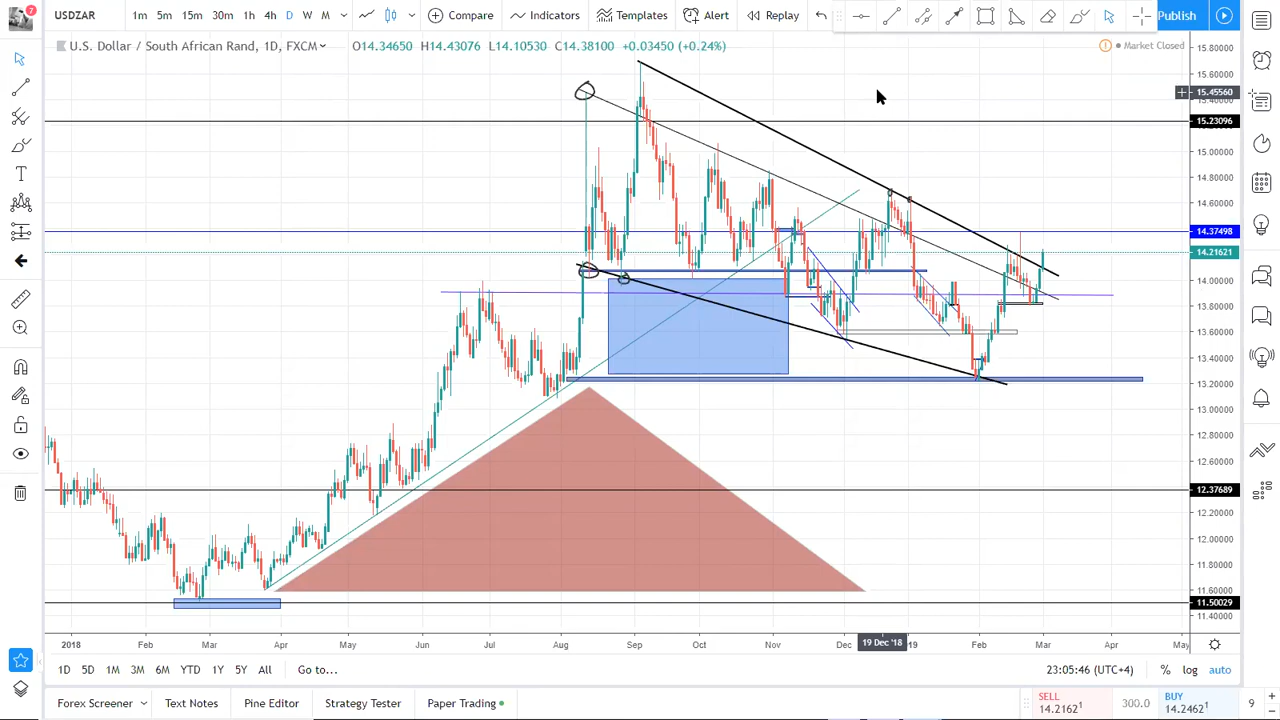 7
USDZAR
1m 5m 15m 30m 1h 4h D W M
Compare
Indicators
Templates
Alert
Replay
Publish
U.S. Dollar / South African Rand, 1D, FXCM
O14.34650 H14.43076 L14.10530 C14.38100 +0.03450 (+0.24%)
Market Closed
15.80000
15.60000
15.45560
15.23096
15.00000
14.80000
14.60000
14.37498
14.21621
14.00000
13.80000
13.60000
13.40000
13.20000
13.00000
12.80000
12.60000
12.37689
12.20000
12.00000
11.80000
11.60000
11.50029
11.40000
2018 Feb Mar Apr May Jun Jul Aug Sep Oct Nov Dec 19 Dec '18 19 Feb Mar Apr May
1D 5D 1M 3M 6M YTD 1Y 5Y All Go to...
23:05:46 (UTC+4) % log auto
Forex Screener Text Notes Pine Editor Strategy Tester Paper Trading
SELL
14.21621
300.0
BUY
14.24621
9